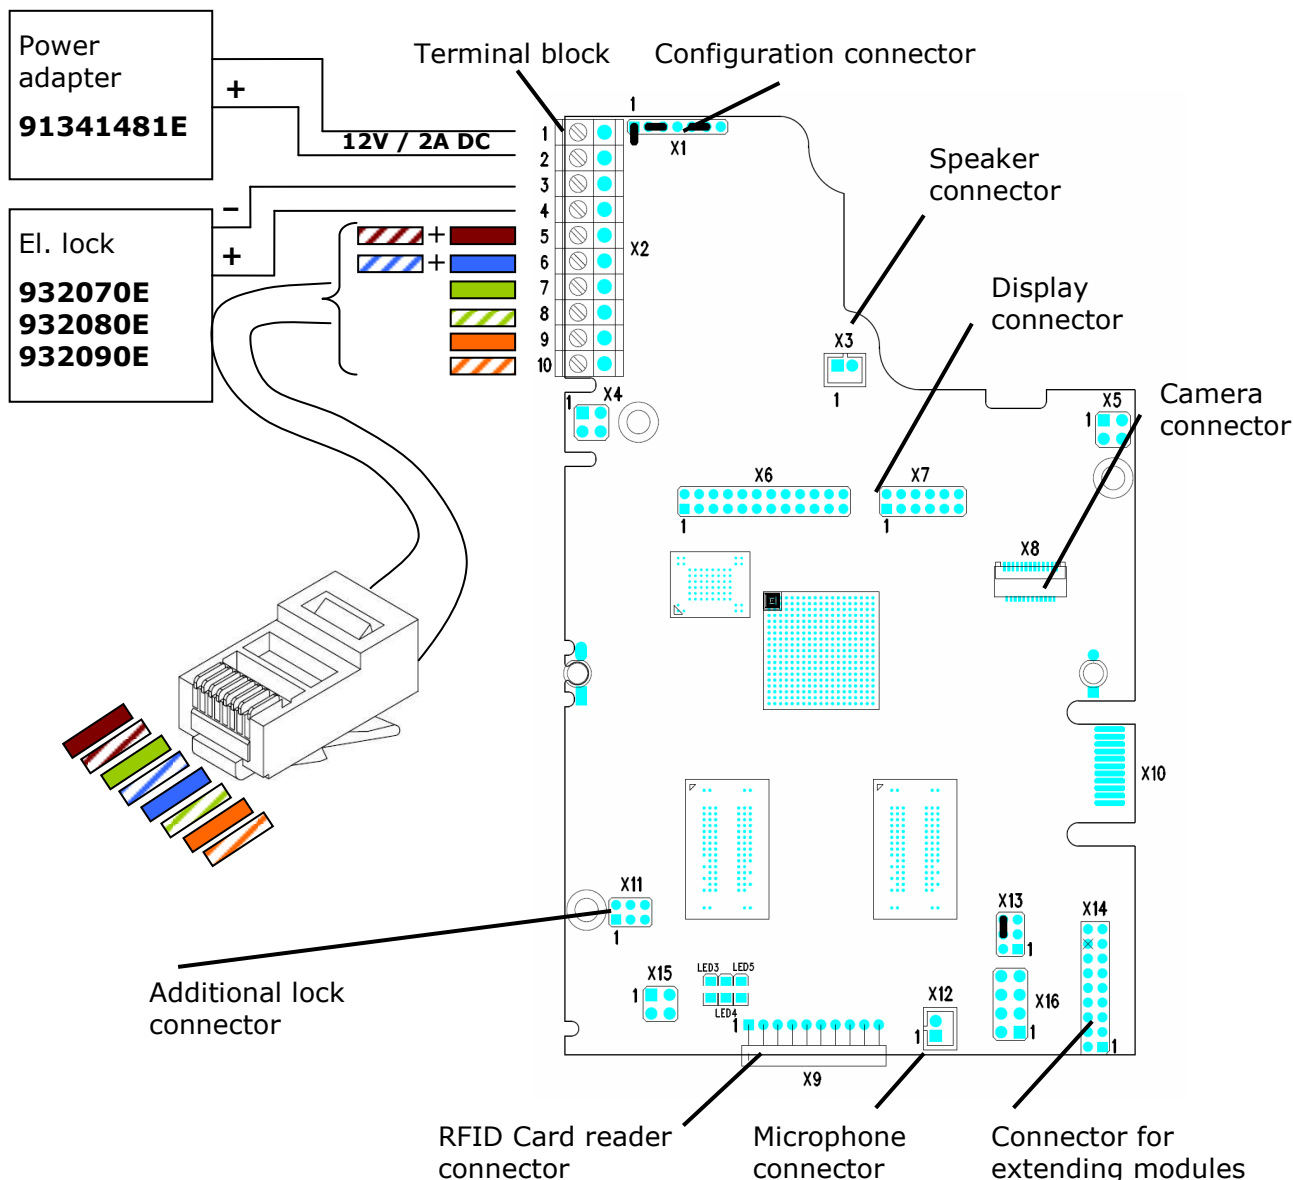 Power
adapter
91341481E
+
12V / 2A DC
Terminal block
Configuration connector
1
X1
El. lock
932070E
932080E
932090E
–
+
1
2
3
4
5
6
7
8
9
10
+
+
X2
Speaker
connector
X3
1
Display
connector
Camera
connector
1
X4
X5
1
X6
1
X7
1
X8
X10
X11
1
Additional lock
connector
X13
1
X14
1
X15
1
LED3
LED5
LED4
X12
1
X16
1
1
X9
RFID Card reader
connector
Microphone
connector
Connector for
extending modules